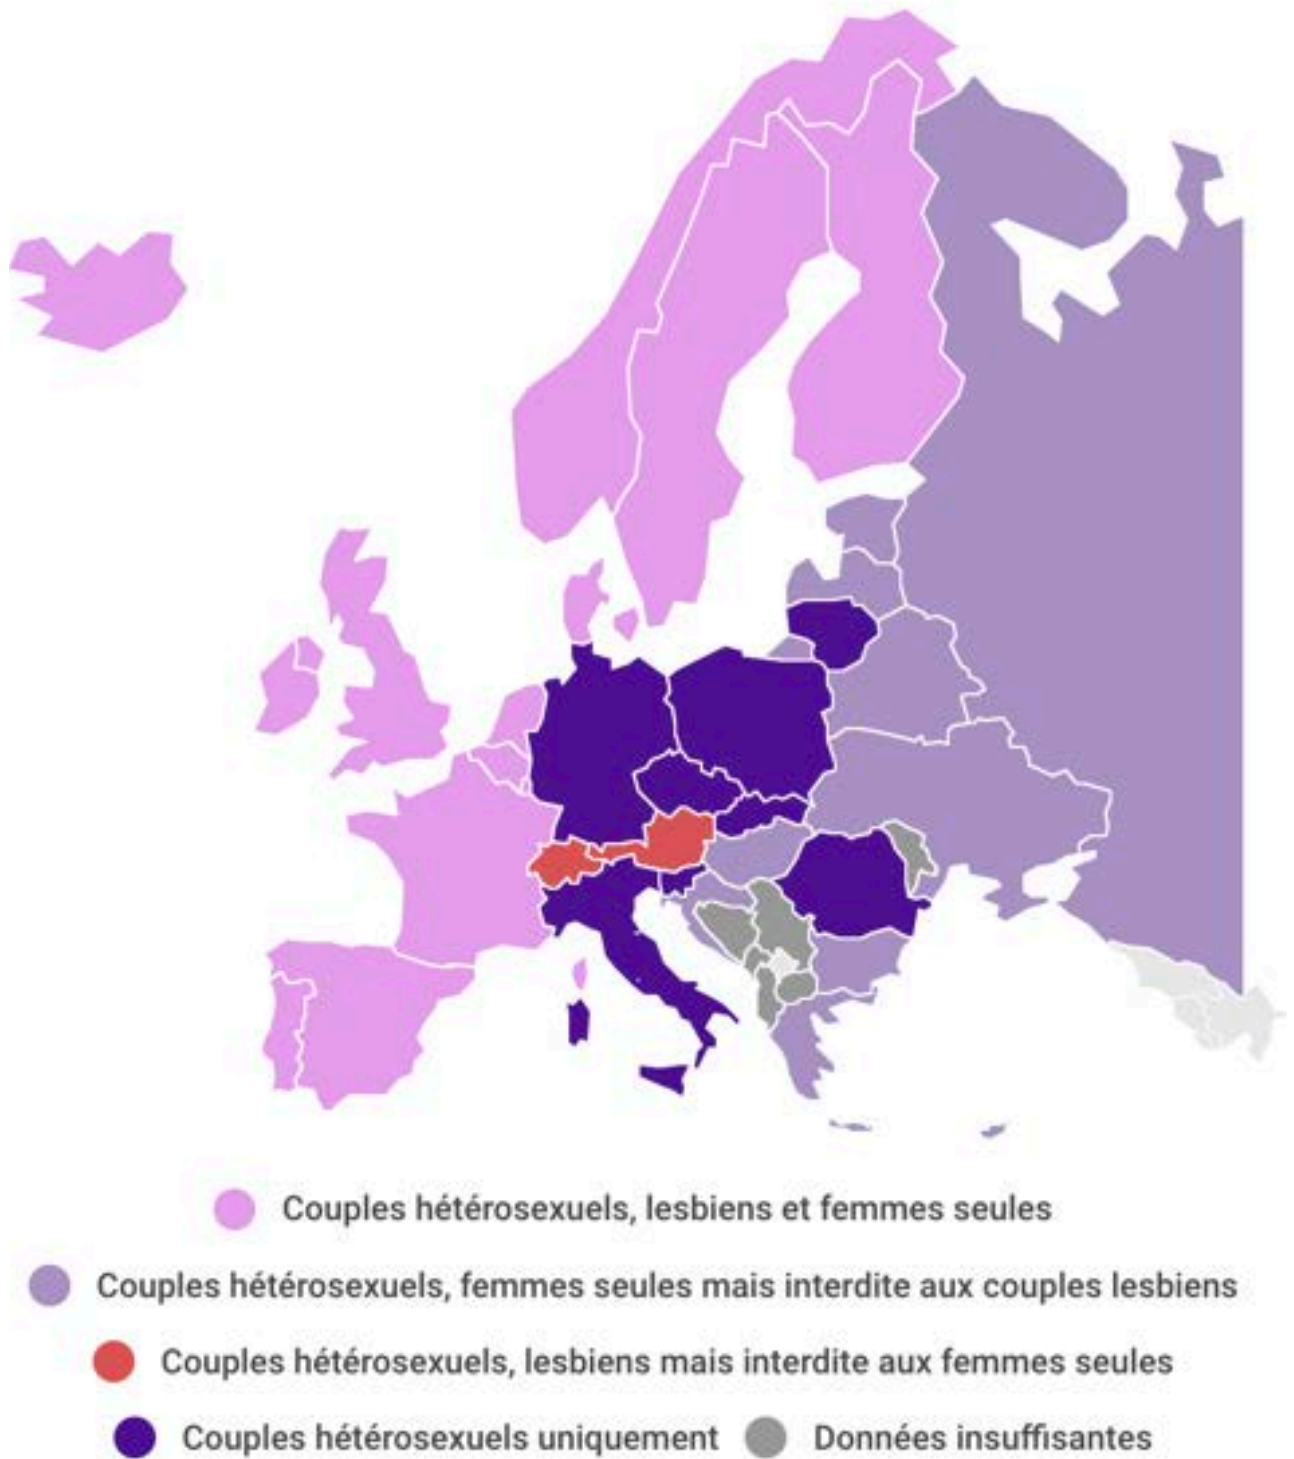 Couples hétérosexuels, lesbiens et femmes seules
Couples hétérosexuels, femmes seules mais interdite aux couples lesbiens
Couples hétérosexuels, lesbiens mais interdite aux femmes seules
Couples hétérosexuels uniquement Données insuffisantes